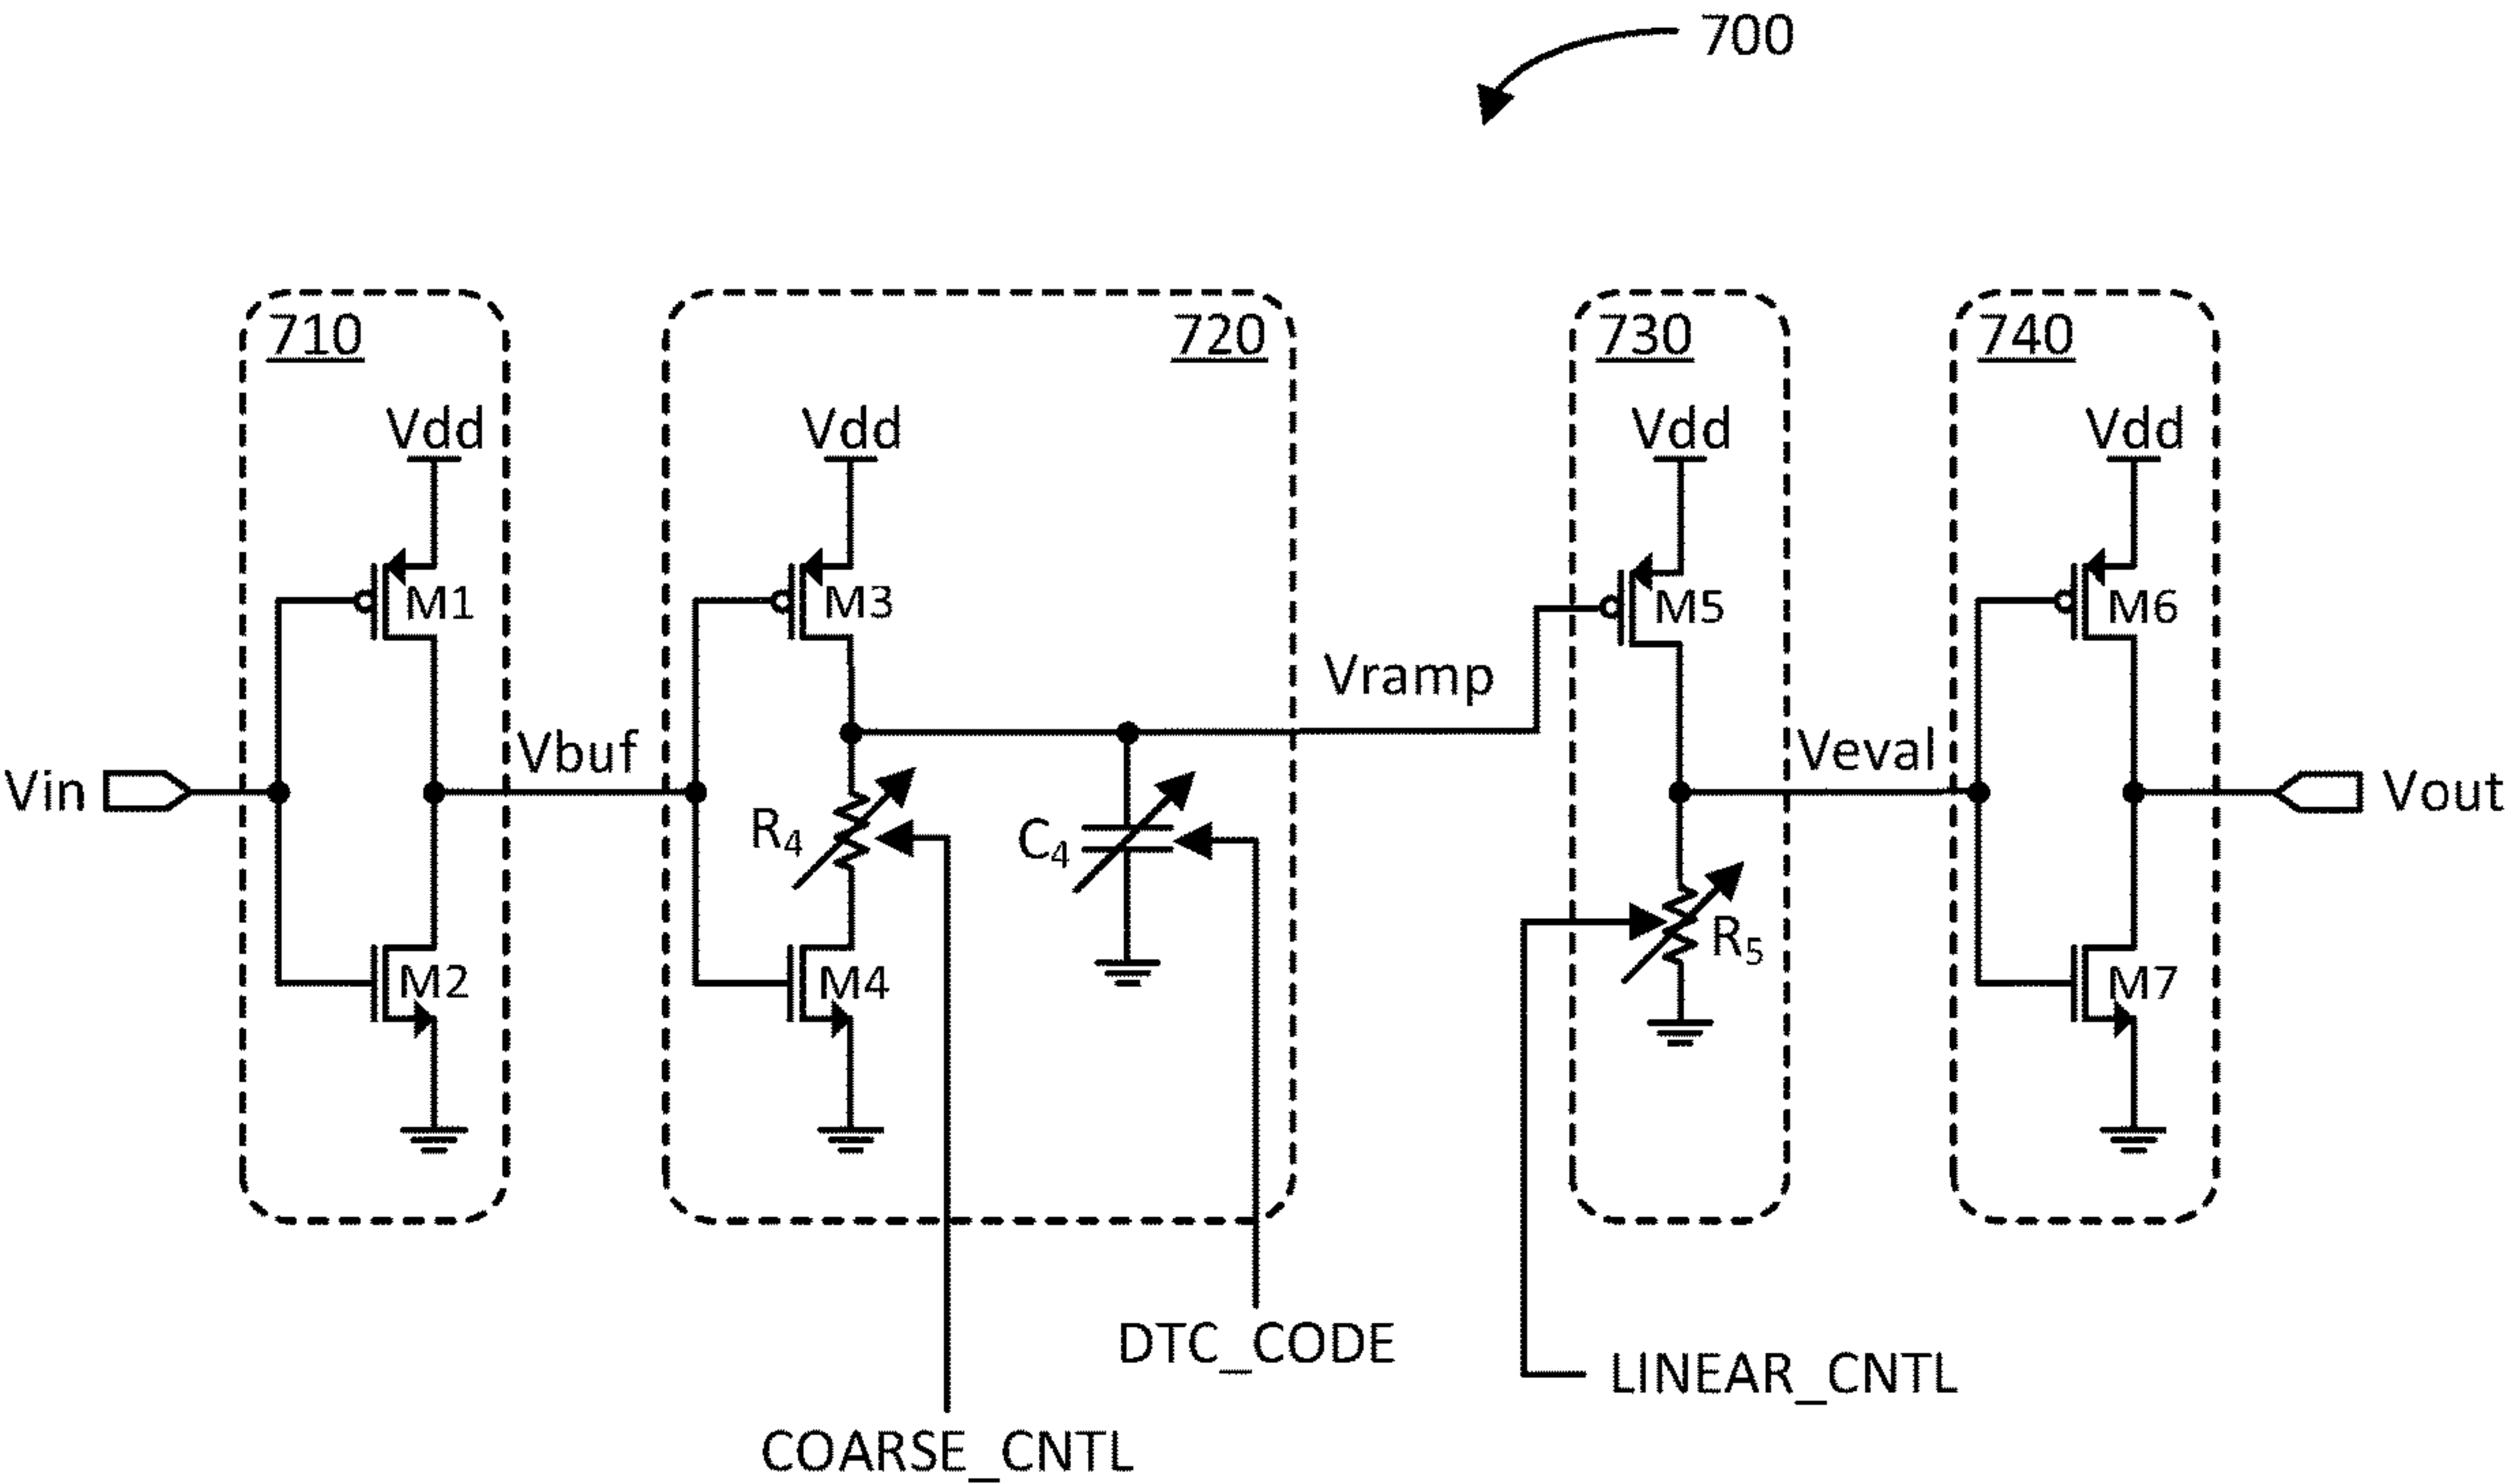 700
710
720
730
740
Vdd
Vdd
Vdd
Vdd
M1
M3
M5
M6
Vramp
Vbuf
Veval
Vin
Vout
R4
C4
R5
M2
M4
M7
DTC_CODE
LINEAR_CNTL
COARSE_CNTL